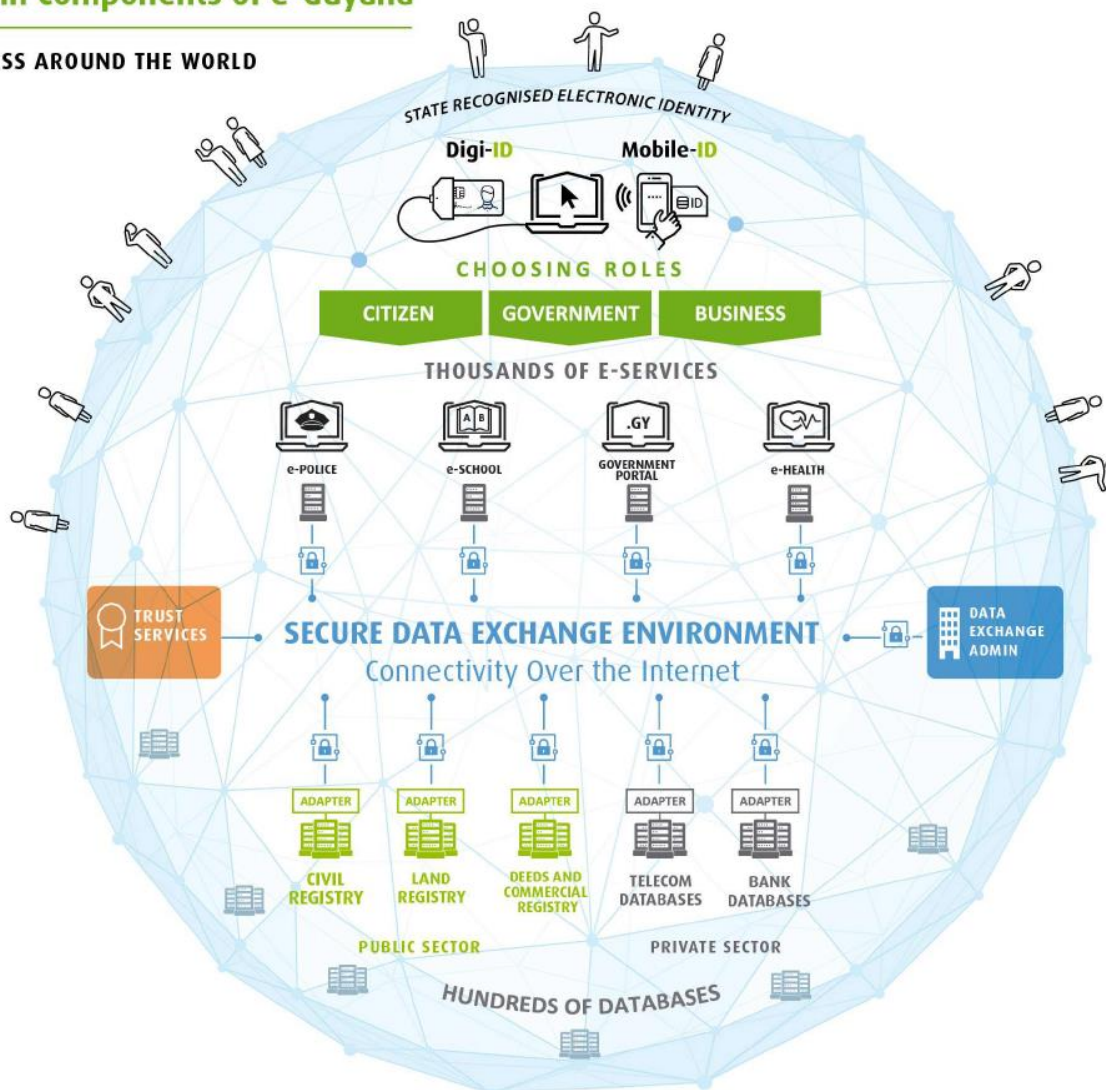 components of e-Guyana
AROUND THE WORLD
STATE RECOGNISED ELECTRONIC IDENTITY
Digi-ID
Mobile-ID
ID
CHOOSING ROLES
CITIZEN
GOVERNMENT
BUSINESS
THOUSANDS OF E-SERVICES
A B
.GY
e-POLICE
e-SCHOOL
GOVERNMENT
PORTAL
e-HEALTH
TRUST
SERVICES
SECURE DATA EXCHANGE ENVIRONMENT
Connectivity Over the Internet
DATA
EXCHANGE
ADMIN
ADAPTER
ADAPTER
ADAPTER
ADAPTER
ADAPTER
CIVIL
REGISTRY
LAND
REGISTRY
DEEDS AND
COMMERCIAL
REGISTRY
TELECOM
DATABASES
BANK
DATABASES
PUBLIC SECTOR
PRIVATE SECTOR
HUNDREDS OF DATABASES